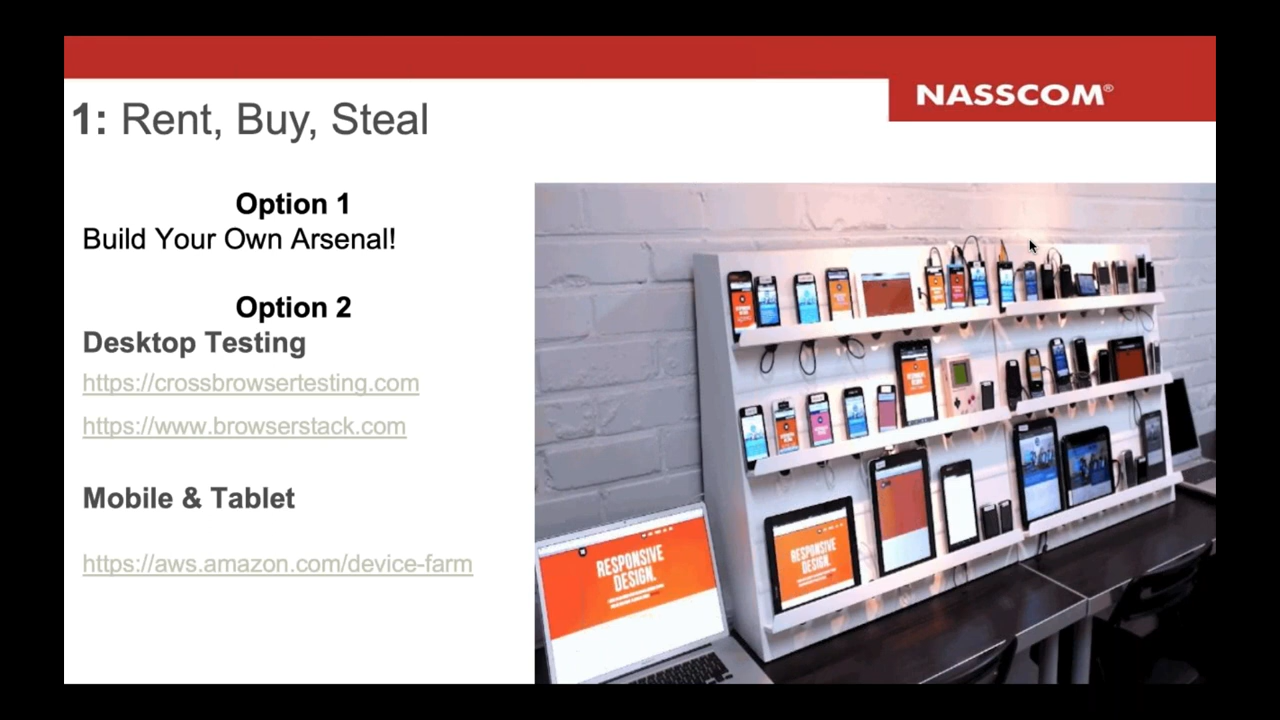 NASSCOM®
1: Rent, Buy, Steal
Option 1
Build Your Own Arsenal!
Option 2
Desktop Testing
https://crossbrowsertesting.com
https://www.browserstack.com
Mobile & Tablet
https://aws.amazon.com/device-farm
RESPONSIVE
DESIGN.
RESPONSIVE
DESIGN.